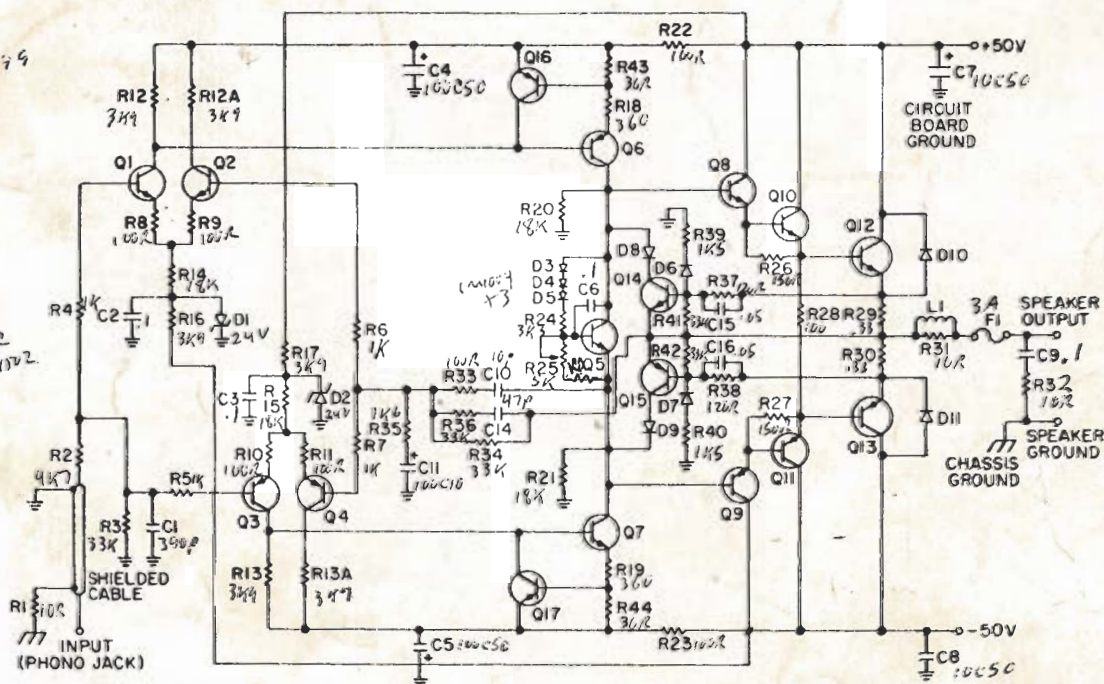 R22
100R
+50V
Q16
C4
100C50
R43
36R
R18
360
C7
10C50
CIRCUIT
BOARD
GROUND
R12
3K9
R12A
3K9
Q6
Q1
Q2
Q8
Q10
Q12
R8
100R
R9
100R
R20
18K
R39
1K5
D10
D8
D6
R26
150R
R14
18K
D3
D4
D5
C6
.1
Q14
R37
C15
.05
R4
1K
C2
.1
R16
3K9
D1
24V
R6
1K
R24
3K
R41
33K
R28
100
R29
.33
L1
F1
SPEAKER
OUTPUT
R17
3K9
R33
100R
C10
R25
5K
Q5
R42
C16
.05
R30
.33
R31
10R
C9
.1
C3
.1
R15
18K
D2
24V
47P
C14
Q15
D7
R38
120R
R27
150R
Q13
D11
R32
10R
R35
1K6
R36
33K
R34
33K
D9
R40
1K5
R2
4K7
R10
100R
R11
100R
R7
1K
C11
100C10
R21
18K
Q11
CHASSIS
GROUND
SPEAKER
GROUND
R5
1K
Q3
Q4
Q9
R3
33K
C1
390P
Q7
SHIELDED
CABLE
R13
3K9
R13A
3K9
R19
360
Q17
R44
36R
R1
10R
INPUT
(PHONO JACK)
C5
100C50
R23
100R
-50V
C8
10C50